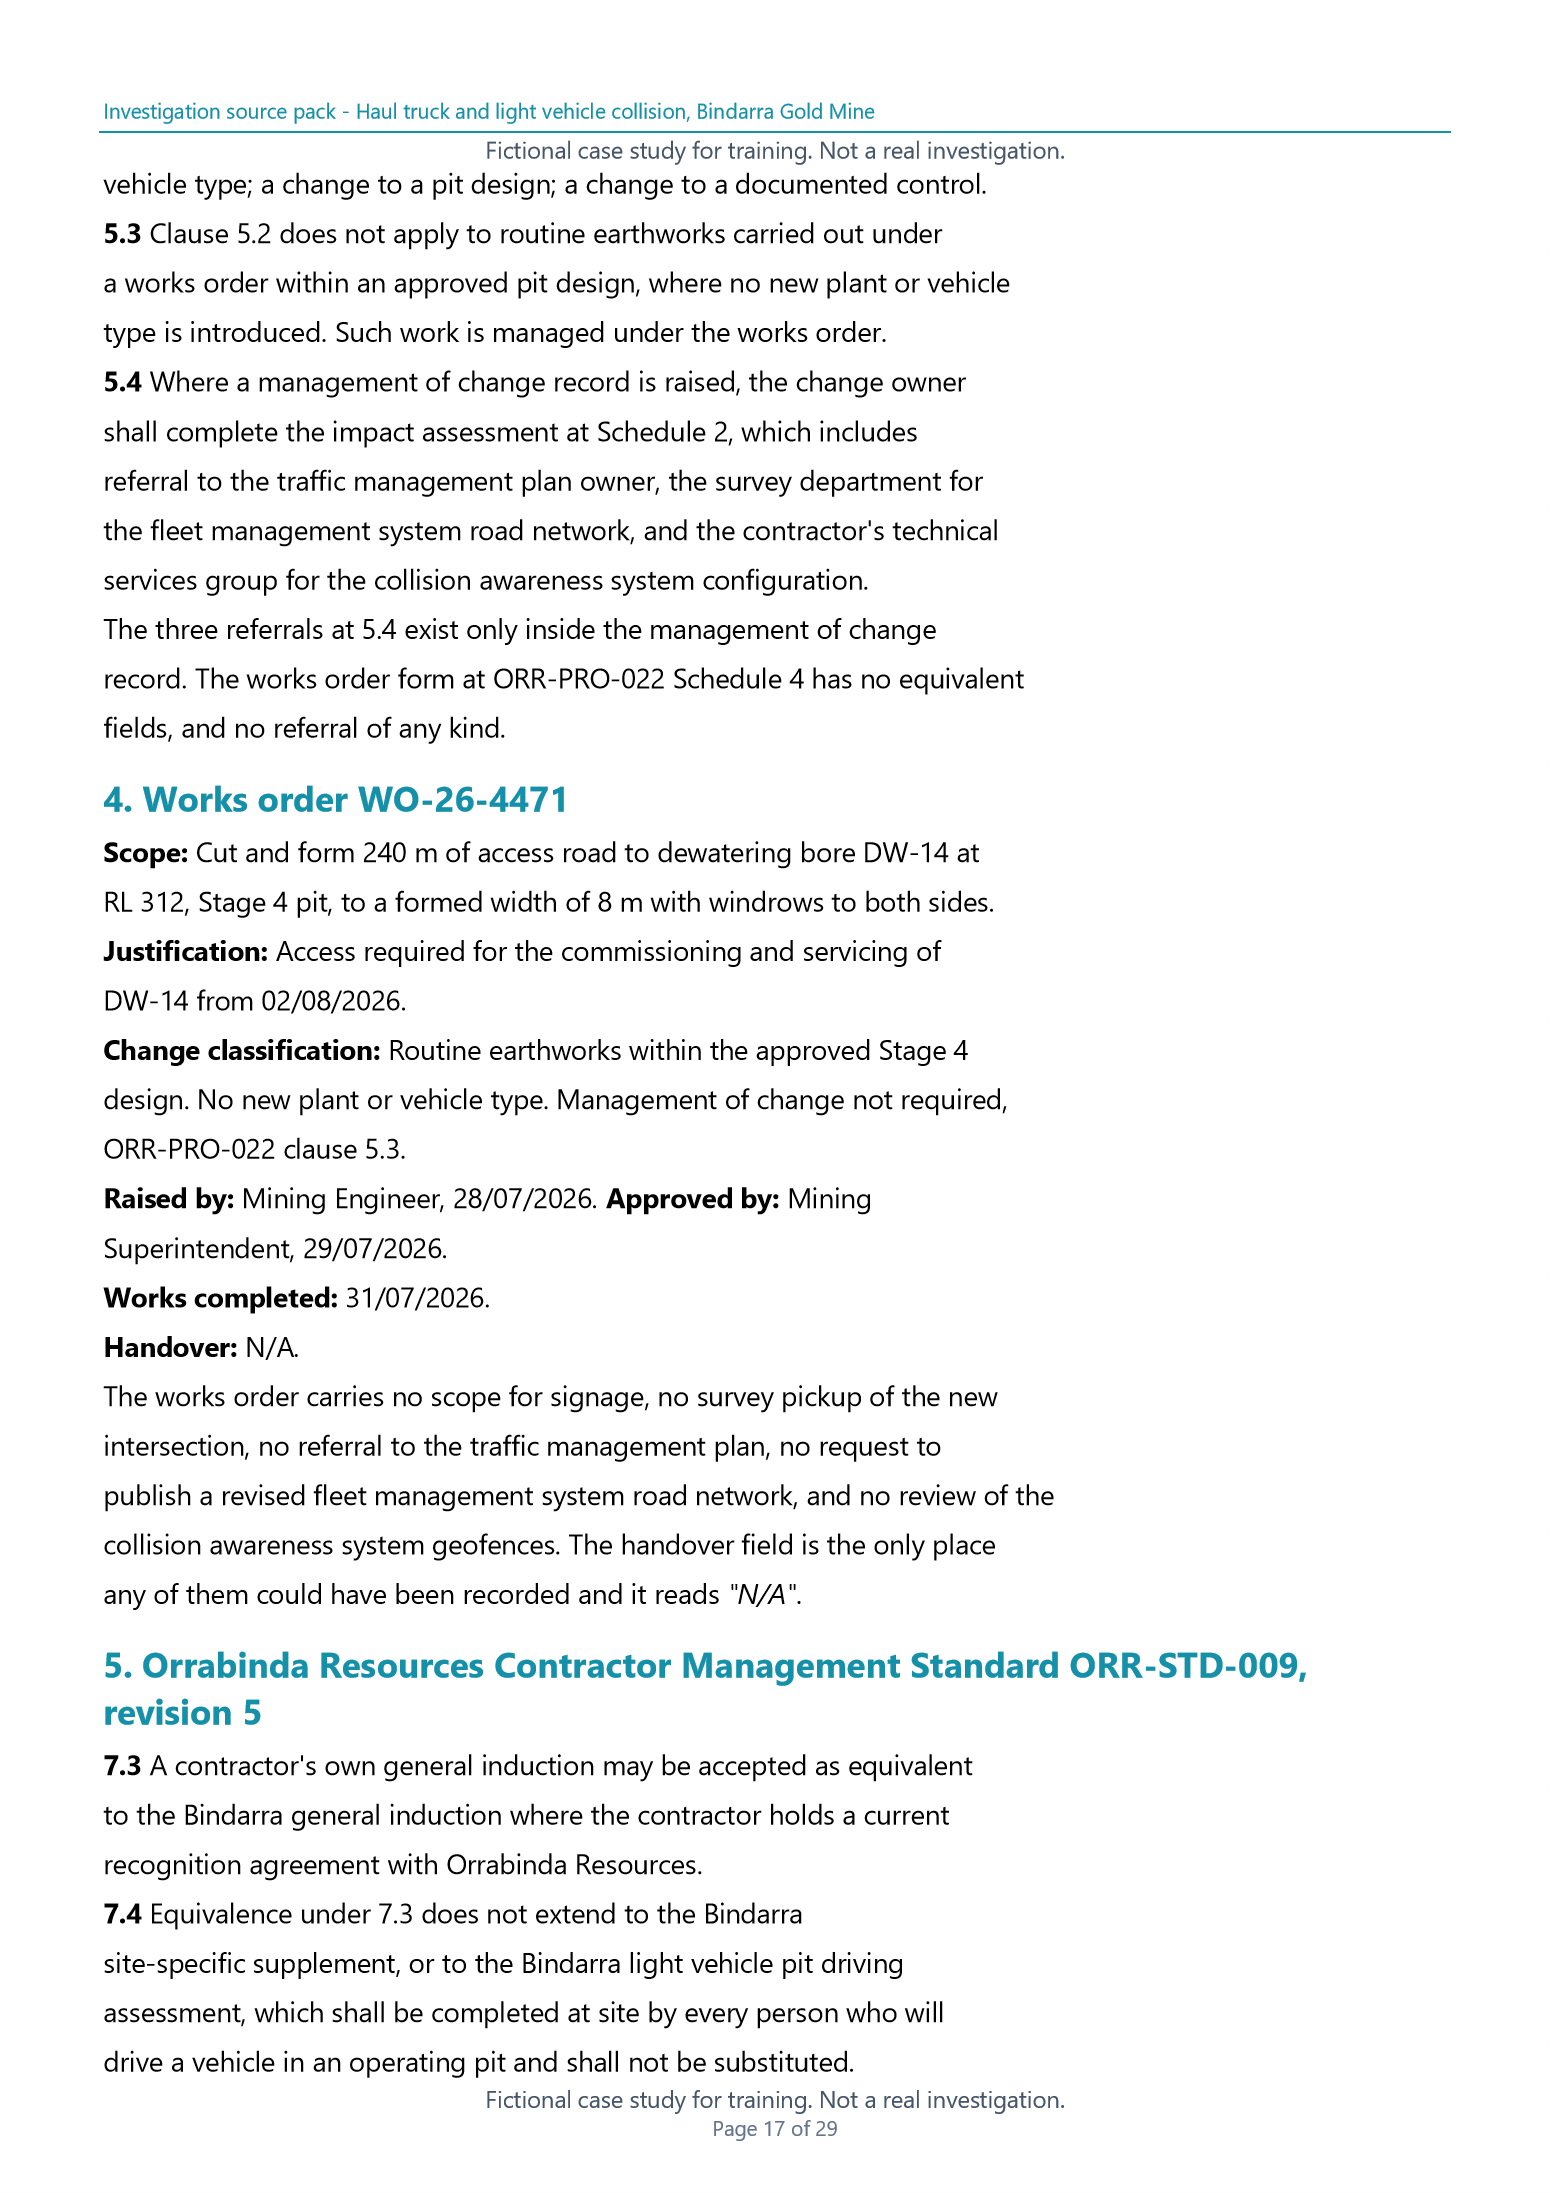 Investigation source pack - Haul truck and light vehicle collision, Bindarra Gold Mine
Fictional case study for training. Not a real investigation.
vehicle type; a change to a pit design; a change to a documented control.
5.3 Clause 5.2 does not apply to routine earthworks carried out under
a works order within an approved pit design, where no new plant or vehicle
type is introduced. Such work is managed under the works order.
5.4 Where a management of change record is raised, the change owner
shall complete the impact assessment at Schedule 2, which includes
referral to the traffic management plan owner, the survey department for
the fleet management system road network, and the contractor's technical
services group for the collision awareness system configuration.
The three referrals at 5.4 exist only inside the management of change
record. The works order form at ORR-PRO-022 Schedule 4 has no equivalent
fields, and no referral of any kind.
4. Works order WO-26-4471
Scope: Cut and form 240 m of access road to dewatering bore DW-14 at
RL 312, Stage 4 pit, to a formed width of 8 m with windrows to both sides.
Justification: Access required for the commissioning and servicing of
DW-14 from 02/08/2026.
Change classification: Routine earthworks within the approved Stage 4
design. No new plant or vehicle type. Management of change not required,
ORR-PRO-022 clause 5.3.
Raised by: Mining Engineer, 28/07/2026. Approved by: Mining
Superintendent, 29/07/2026.
Works completed: 31/07/2026.
Handover: N/A.
The works order carries no scope for signage, no survey pickup of the new
intersection, no referral to the traffic management plan, no request to
publish a revised fleet management system road network, and no review of the
collision awareness system geofences. The handover field is the only place
any of them could have been recorded and it reads "N/A".
5. Orrabinda Resources Contractor Management Standard ORR-STD-009,
revision 5
7.3 A contractor's own general induction may be accepted as equivalent
to the Bindarra general induction where the contractor holds a current
recognition agreement with Orrabinda Resources.
7.4 Equivalence under 7.3 does not extend to the Bindarra
site-specific supplement, or to the Bindarra light vehicle pit driving
assessment, which shall be completed at site by every person who will
drive a vehicle in an operating pit and shall not be substituted.
Fictional case study for training. Not a real investigation.
Page 17 of 29